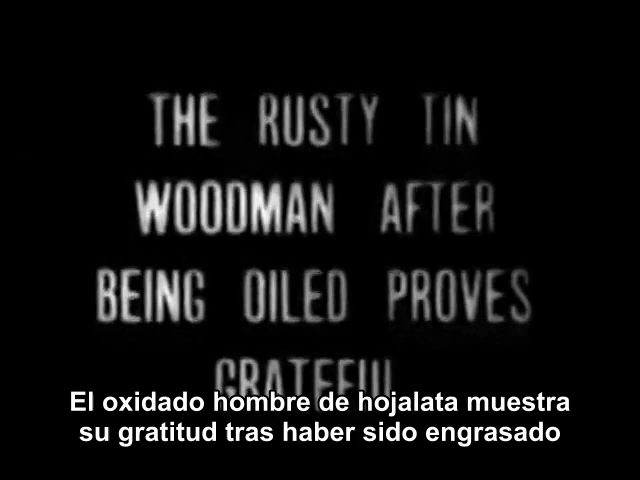 THE RUSTY TIN
WOODMAN AFTER
BEING OILED PROVES
GRATEFUL
El oxidado hombre de hojalata muestra
su gratitud tras haber sido engrasado